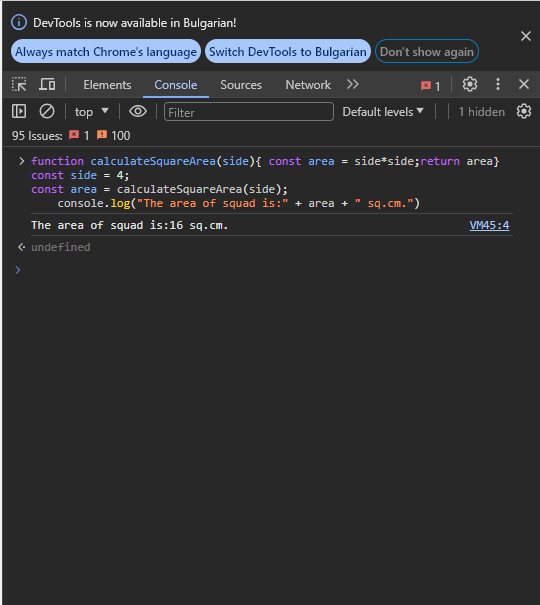 DevTools is now available in Bulgarian!
Always match Chrome's language Switch DevTools to Bulgarian Don't show again
Elements Console Sources Network 1
top Filter Default levels 1 hidden
95 Issues: 1 100
function calculateSquareArea(side){ const area = side*side;return area}
const side = 4;
const area = calculateSquareArea(side);
console.log("The area of squad is:" + area + " sq.cm.")
The area of squad is:16 sq.cm. VM45:4
undefined